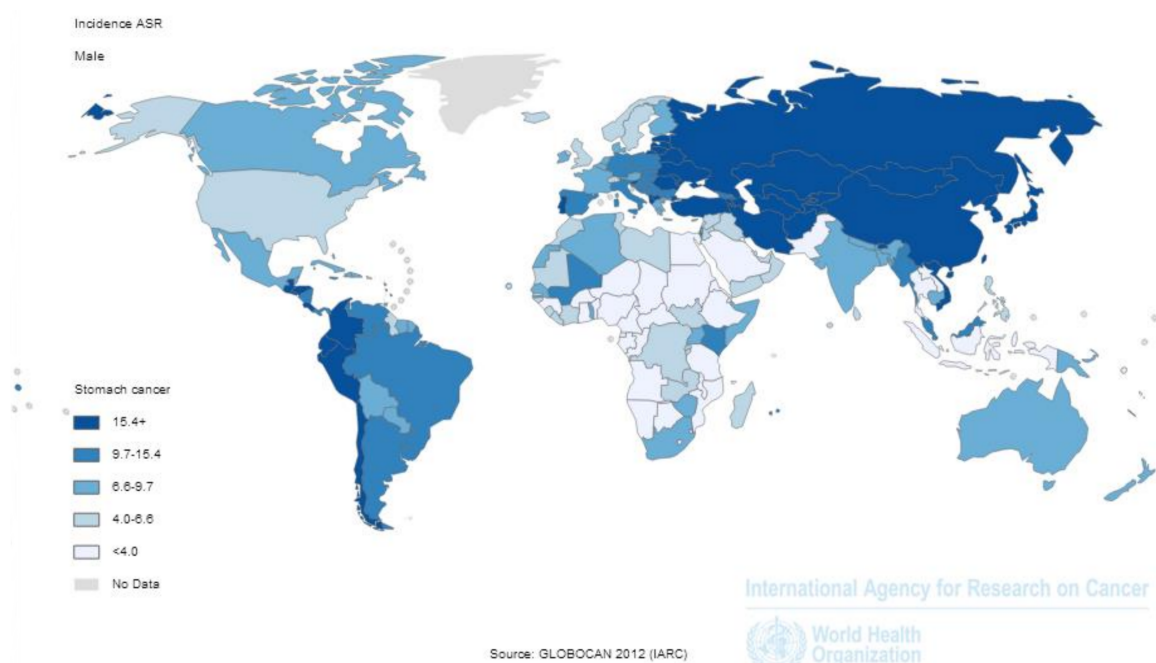 Incidence ASR
Male
Stomach cancer
15.4+
9.7-15.4
6.6-9.7
4.0-6.6
<4.0
No Data
International Agency for Research on Cancer
World Health
Organization
Source: GLOBOCAN 2012 (IARC)